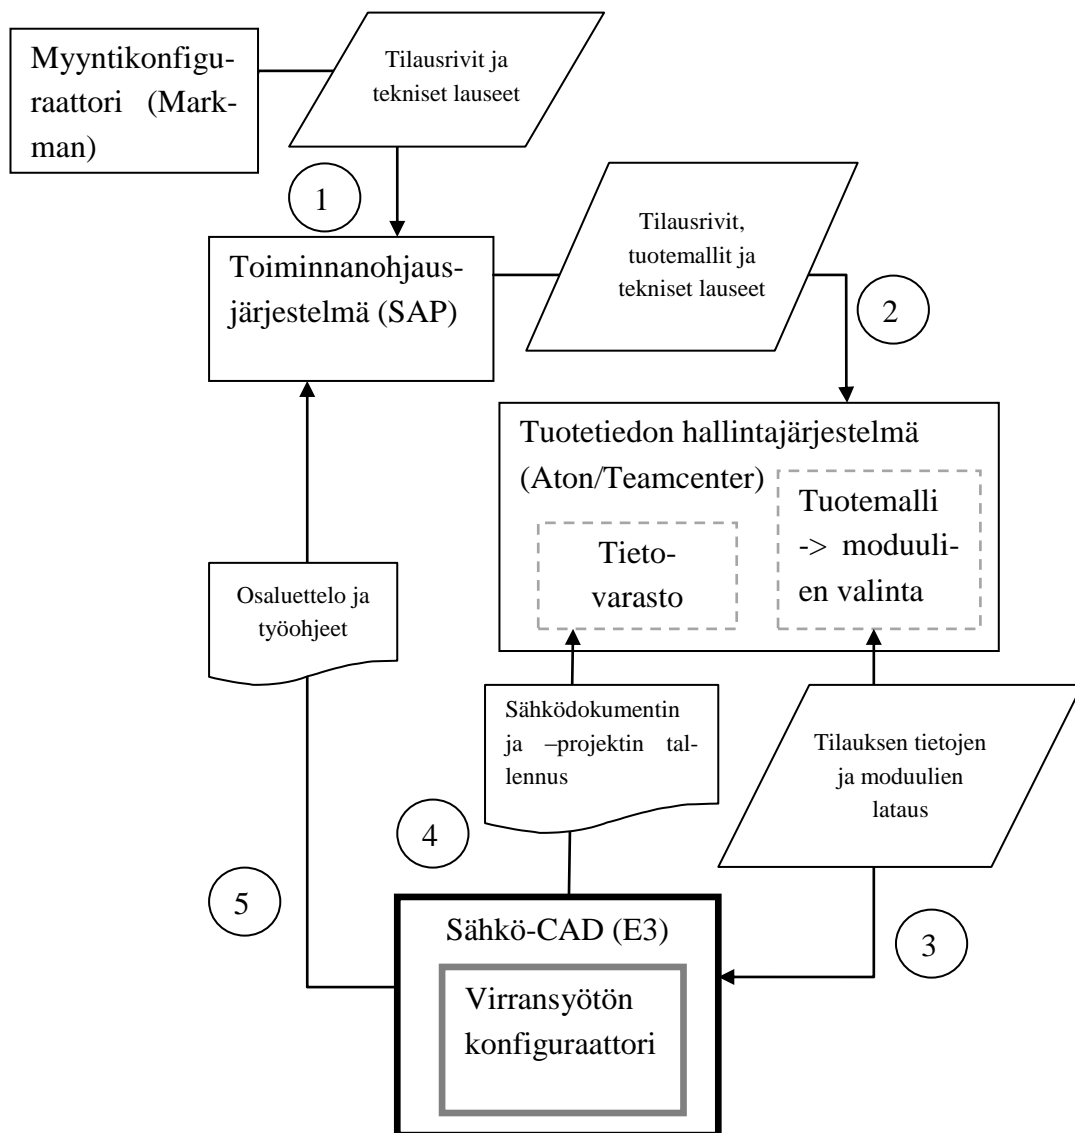 Myyntikonfigu-
raattori (Mark-
man)
Tilausrivit ja
tekniset lauseet
1
Toiminnanohjaus-
järjestelmä (SAP)
Tilausrivit,
tuotemallit ja
tekniset lauseet
2
Tuotetiedon hallintajärjestelmä
(Aton/Teamcenter)
Tieto-
varasto
Tuotemalli
-> moduuli-
en valinta
Osaluettelo ja
työohjeet
Sähködokumentin
ja –projektin tal-
lennus
Tilauksen tietojen
ja moduulien
lataus
4
5
3
Sähkö-CAD (E3)
Virransyötön
konfiguraattori